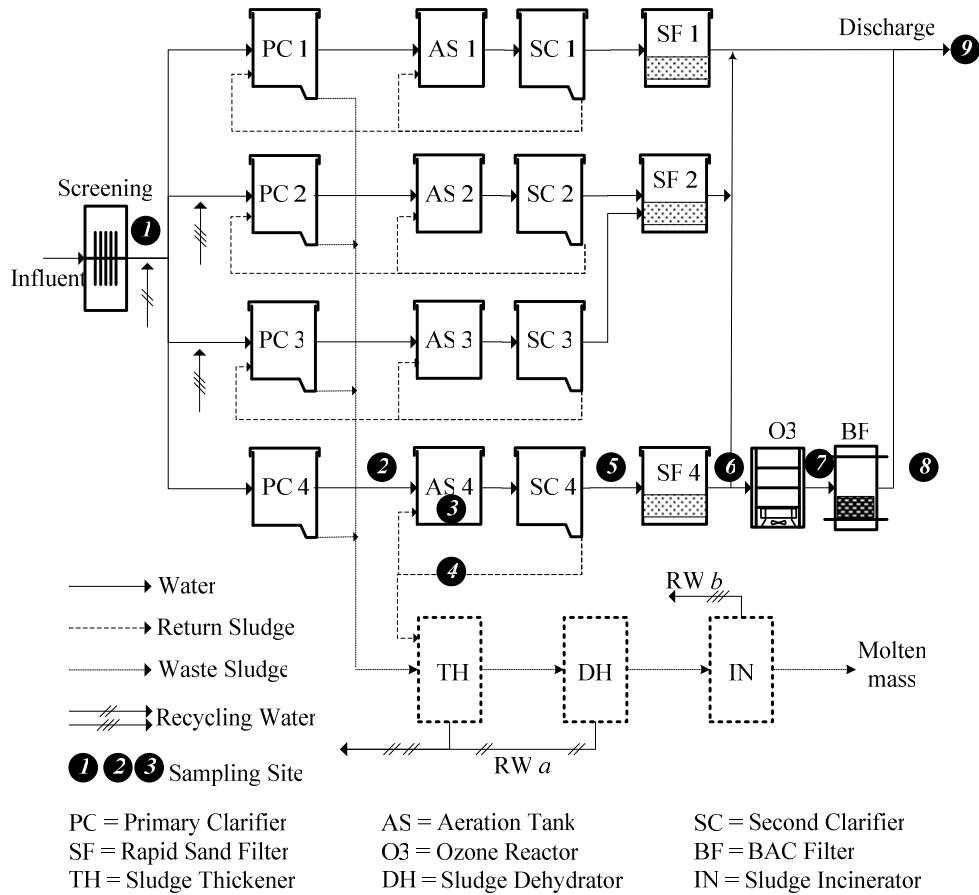 Discharge
PC 1
AS 1
SC 1
SF 1
9
Screening
1
PC 2
AS 2
SC 2
SF 2
Influent
PC 3
AS 3
SC 3
O3
BF
PC 4
2
AS 4
3
SC 4
5
SF 4
6
7
8
4
RW b
Water
Return Sludge
Waste Sludge
Recycling Water
TH
DH
IN
Molten
mass
RW a
1 2 3 Sampling Site
PC = Primary Clarifier
AS = Aeration Tank
SC = Second Clarifier
SF = Rapid Sand Filter
O3 = Ozone Reactor
BF = BAC Filter
TH = Sludge Thickener
DH = Sludge Dehydrator
IN = Sludge Incinerator